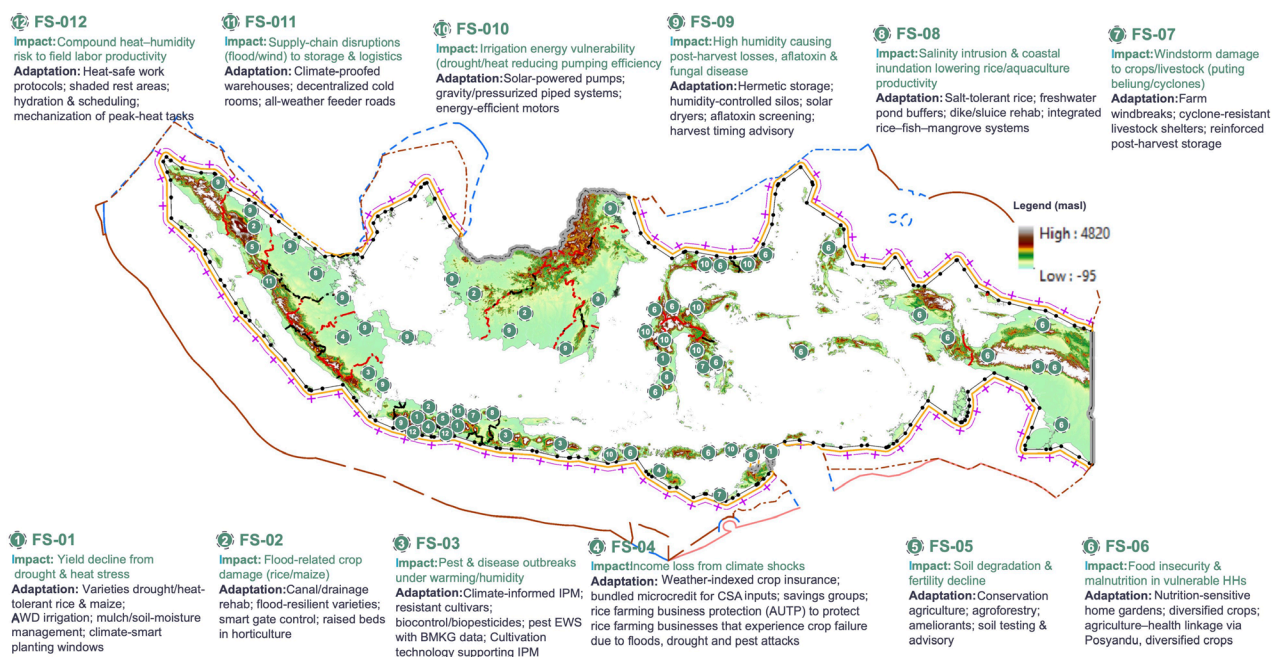 12 FS-012
Impact:Compound heat–humidity
risk to field labor productivity
Adaptation: Heat-safe work
protocols; shaded rest areas;
hydration & scheduling;
mechanization of peak-heat tasks
11 FS-011
Impact:Supply-chain disruptions
(flood/wind) to storage & logistics
Adaptation: Climate-proofed
warehouses; decentralized cold
rooms; all-weather feeder roads
10 FS-010
Impact:Irrigation energy vulnerability
(drought/heat reducing pumping efficiency
Adaptation:Solar-powered pumps;
gravity/pressurized piped systems;
energy-efficient motors
9 FS-09
Impact:High humidity causing
post-harvest losses, aflatoxin &
fungal disease
Adaptation: Hermetic storage;
humidity-controlled silos; solar
dryers; aflatoxin screening;
harvest timing advisory
8 FS-08
Impact: Salinity intrusion & coastal
inundation lowering rice/aquaculture
productivity
Adaptation: Salt-tolerant rice; freshwater
pond buffers; dike/sluice rehab; integrated
rice–fish–mangrove systems
7 FS-07
Impact:Windstorm damage
to crops/livestock (puting
beliung/cyclones)
Adaptation:Farm
windbreaks; cyclone-resistant
livestock shelters; reinforced
post-harvest storage
Legend (masl)
High : 4820
Low : -95
1 FS-01
Impact: Yield decline from
drought & heat stress
Adaptation: Varieties drought/heat-
tolerant rice & maize;
AWD irrigation; mulch/soil-moisture
management; climate-smart
planting windows
2 FS-02
Impact: Flood-related crop
damage (rice/maize)
Adaptation:Canal/drainage
rehab; flood-resilient varieties;
smart gate control; raised beds
in horticulture
3 FS-03
Impact:Pest & disease outbreaks
under warming/humidity
Adaptation:Climate-informed IPM;
resistant cultivars;
biocontrol/biopesticides; pest EWS
with BMKG data; Cultivation
technology supporting IPM
4 FS-04
ImpactIncome loss from climate shocks
Adaptation: Weather-indexed crop insurance;
bundled microcredit for CSA inputs; savings groups;
rice farming business protection (AUTP) to protect
rice farming businesses that experience crop failure
due to floods, drought and pest attacks
5 FS-05
Impact: Soil degradation &
fertility decline
Adaptation: Conservation
agriculture; agroforestry;
ameliorants; soil testing &
advisory
6 FS-06
Impact: Food insecurity &
malnutrition in vulnerable HHs
Adaptation: Nutrition-sensitive
home gardens; diversified crops;
agriculture–health linkage via
Posyandu, diversified crops